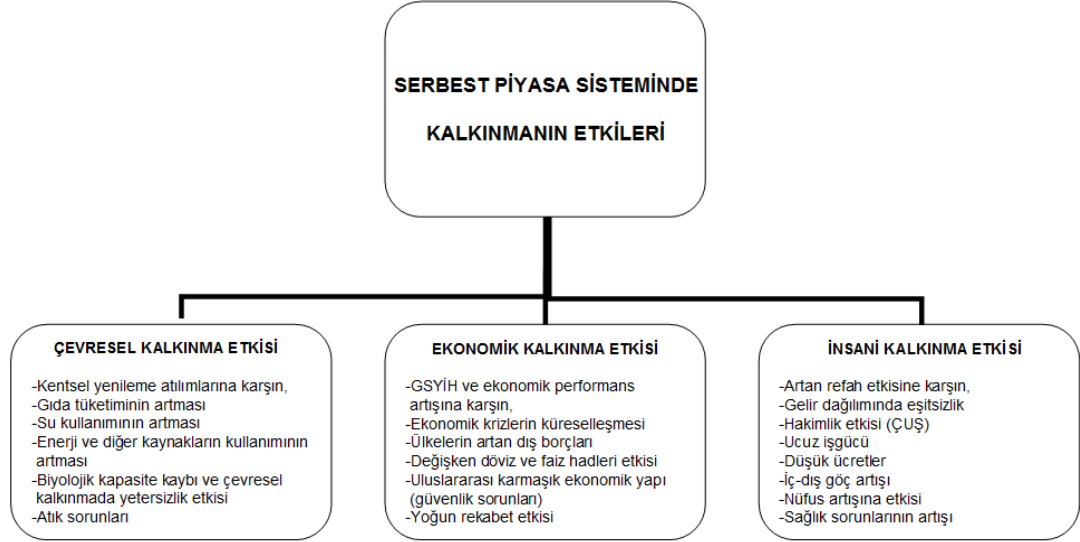 SERBEST PİYASA SİSTEMİNDE
KALKINMANIN ETKİLERİ
ÇEVRESEL KALKINMA ETKİSİ
-Kentsel yenileme atılımlarına karşın,
-Gıda tüketiminin artması
-Su kullanımının artması
-Enerji ve diğer kaynakların kullanımının
artması
-Biyolojik kapasite kaybı ve çevresel
kalkınmada yetersizlik etkisi
-Atık sorunları
EKONOMİK KALKINMA ETKİSİ
-GSYİH ve ekonomik performans
artışına karşın,
-Ekonomik krizlerin küreselleşmesi
-Ülkelerin artan dış borçları
-Değişken döviz ve faiz hadleri etkisi
-Uluslararası karmaşık ekonomik yapı
(güvenlik sorunları)
-Yoğun rekabet etkisi
İNSANİ KALKINMA ETKİSİ
-Artan refah etkisine karşın,
-Gelir dağılımında eşitsizlik
-Hakimlik etkisi (ÇUŞ)
-Ucuz işgücü
-Düşük ücretler
-İç-dış göç artışı
-Nüfus artışına etkisi
-Sağlık sorunlarının artışı